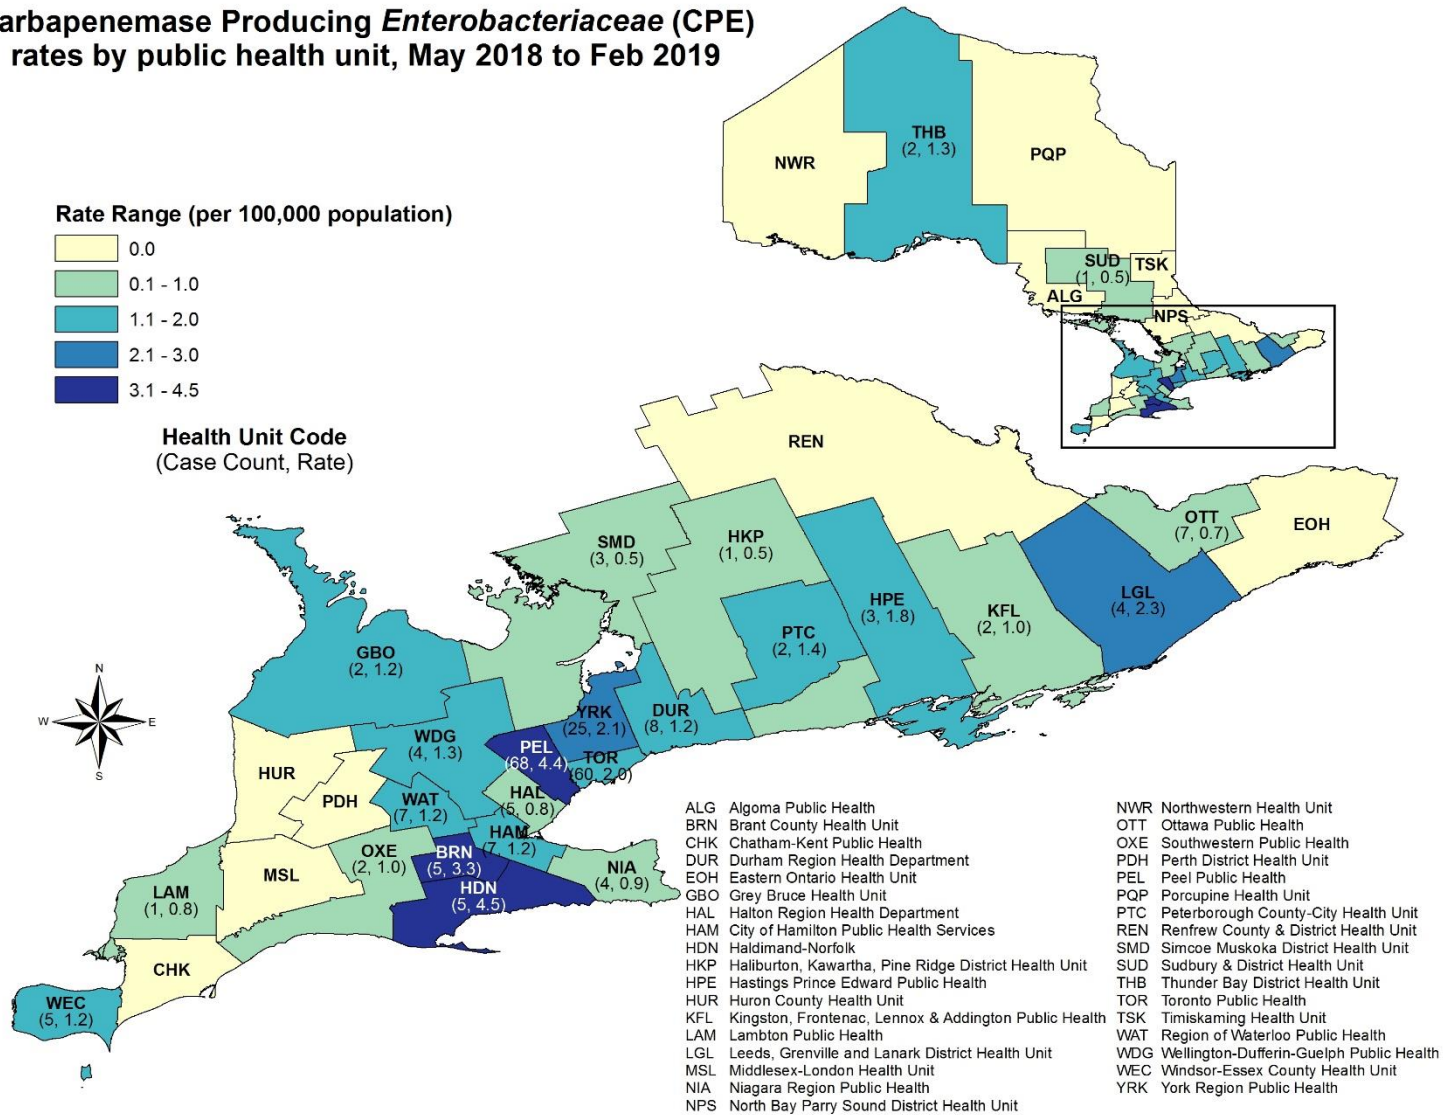 arbapenemase Producing Enterobacteriaceae (CPE)
rates by public health unit, May 2018 to Feb 2019
Rate Range (per 100,000 population)
0.0
0.1 - 1.0
1.1 - 2.0
2.1 - 3.0
3.1 - 4.5
Health Unit Code
(Case Count, Rate)
NWR
THB
(2, 1.3)
PQP
SUD
(1, 0.5)
TSK
ALG
NPS
REN
SMD
(3, 0.5)
HKP
(1, 0.5)
OTT
(7, 0.7)
EOH
HPE
(3, 1.8)
KFL
(2, 1.0)
LGL
(4, 2.3)
PTC
(2, 1.4)
GBO
(2, 1.2)
YRK
(25, 2.1)
DUR
(8, 1.2)
WDG
(4, 1.3)
PEL
(68, 4.4)
TOR
(60, 2.0)
HUR
PDH
WAT
(7, 1.2)
HAL
(5, 0.8)
HAM
(7, 1.2)
OXE
(2, 1.0)
BRN
(5, 3.3)
NIA
(4, 0.9)
MSL
HDN
(5, 4.5)
LAM
(1, 0.8)
CHK
WEC
(5, 1.2)
N
W
E
S
ALG Algoma Public Health
BRN Brant County Health Unit
CHK Chatham-Kent Public Health
DUR Durham Region Health Department
EOH Eastern Ontario Health Unit
GBO Grey Bruce Health Unit
HAL Halton Region Health Department
HAM City of Hamilton Public Health Services
HDN Haldimand-Norfolk
HKP Haliburton, Kawartha, Pine Ridge District Health Unit
HPE Hastings Prince Edward Public Health
HUR Huron County Health Unit
KFL Kingston, Frontenac, Lennox & Addington Public Health
LAM Lambton Public Health
LGL Leeds, Grenville and Lanark District Health Unit
MSL Middlesex-London Health Unit
NIA Niagara Region Public Health
NPS North Bay Parry Sound District Health Unit
NWR Northwestern Health Unit
OTT Ottawa Public Health
OXE Southwestern Public Health
PDH Perth District Health Unit
PEL Peel Public Health
PQP Porcupine Health Unit
PTC Peterborough County-City Health Unit
REN Renfrew County & District Health Unit
SMD Simcoe Muskoka District Health Unit
SUD Sudbury & District Health Unit
THB Thunder Bay District Health Unit
TOR Toronto Public Health
TSK Timiskaming Health Unit
WAT Region of Waterloo Public Health
WDG Wellington-Dufferin-Guelph Public Health
WEC Windsor-Essex County Health Unit
YRK York Region Public Health